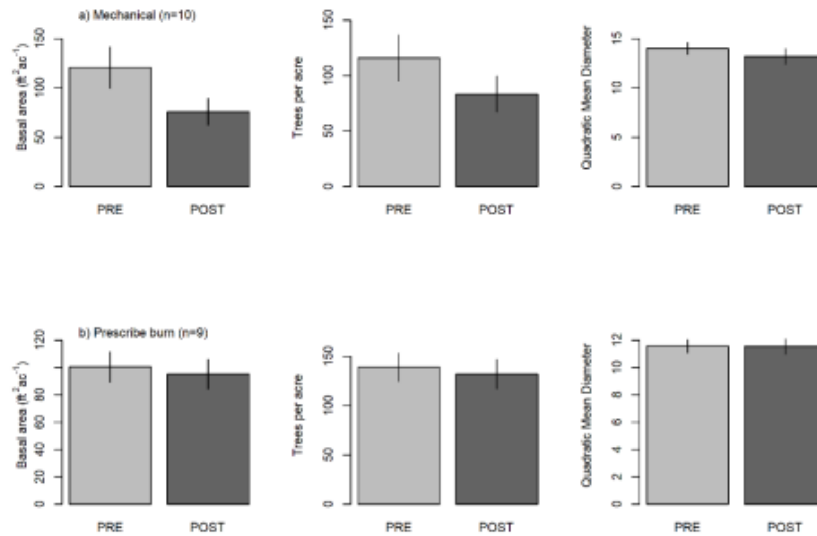 a) Mechanical (n=10)
Basal area (ft²ac⁻¹)
0
50
100
150
PRE
POST
Trees per acre
0
50
100
150
PRE
POST
Quadratic Mean Diameter
0
5
10
15
PRE
POST
b) Prescribe burn (n=9)
Basal area (ft²ac⁻¹)
0
20
40
60
80
120
PRE
POST
Trees per acre
0
50
100
150
PRE
POST
Quadratic Mean Diameter
0
2
4
6
8
10
12
PRE
POST